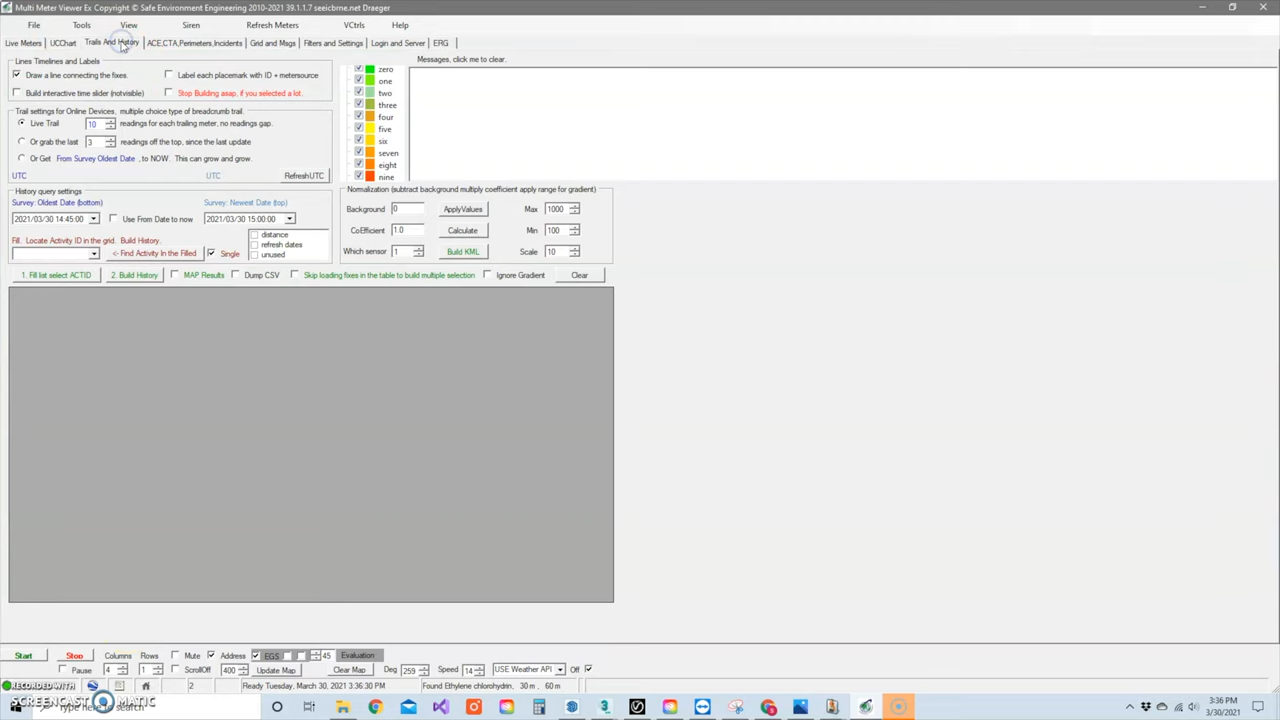 Multi Meter Viewer Ex Copyright © Safe Environment Engineering 2010-2021 39.1.1.7 seeicbrne.net Draeger
File Tools View Siren Refresh Meters VCtrls Help
Live Meters UCChart Trails And History ACE,CTA,Perimeters,Incidents Grid and Msgs Filters and Settings Login and Server ERG
Lines Timelines and Labels
Draw a line connecting the fixes. Label each placemark with ID + metersource
Build interactive time slider (notvisible) Stop Building asap, if you selected a lot.
Trail settings for Online Devices, multiple choice type of breadcrumb trail.
Live Trail 10 readings for each trailing meter, no readings gap.
Or grab the last 3 readings off the top, since the last update
Or Get From Survey Oldest Date , to NOW. This can grow and grow.
UTC UTC RefreshUTC
History query settings
Survey: Oldest Date (bottom) Survey: Newest Date (top)
2021/03/30 14:45:00 Use From Date to now 2021/03/30 15:00:00
Fill. Locate Activity ID in the grid. Build History.
<- Find Activity In the Filled Single
distance
refresh dates
unused
1. Fill list select ACTID 2. Build History MAP Results Dump CSV Skip loading fixes in the table to build multiple selection Ignore Gradient Clear
Messages, click me to clear.
zero
one
two
three
four
five
six
seven
eight
nine
Normalization (subtract background multiply coefficient apply range for gradient)
Background 0 ApplyValues Max 1000
CoEfficient 1.0 Calculate Min 100
Which sensor 1 Build KML Scale 10
Start Stop Columns Rows Mute Address EGS 45 Evaluation
Pause 4 1 ScrollOff 400 Update Map Clear Map Deg 259 Speed 14 USE Weather API Off
2 Ready Tuesday, March 30, 2021 3:36:30 PM Found Ethylene chlorohydrin, 30 m , 60 m
RECORDED WITH
SCREENCAST MATIC
Type here to search
3:36 PM
3/30/2021